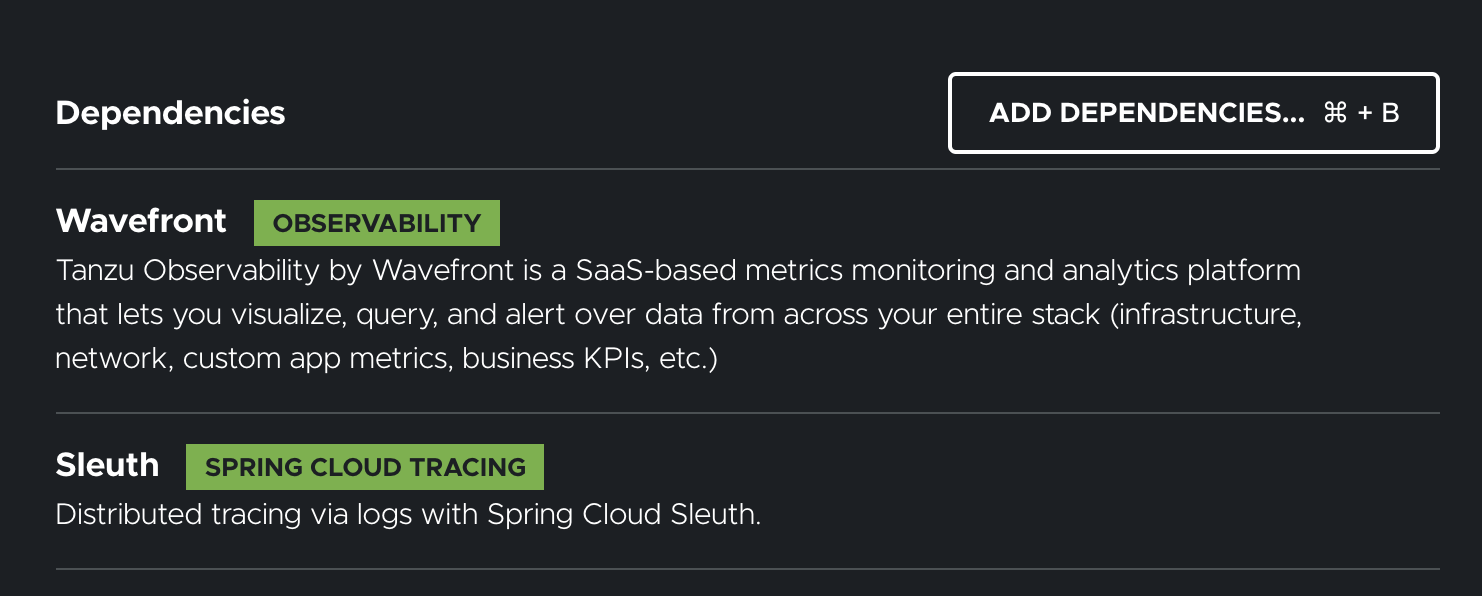 Dependencies
ADD DEPENDENCIES... ⌘ + B
Wavefront OBSERVABILITY
Tanzu Observability by Wavefront is a SaaS-based metrics monitoring and analytics platform
that lets you visualize, query, and alert over data from across your entire stack (infrastructure,
network, custom app metrics, business KPIs, etc.)
Sleuth SPRING CLOUD TRACING
Distributed tracing via logs with Spring Cloud Sleuth.